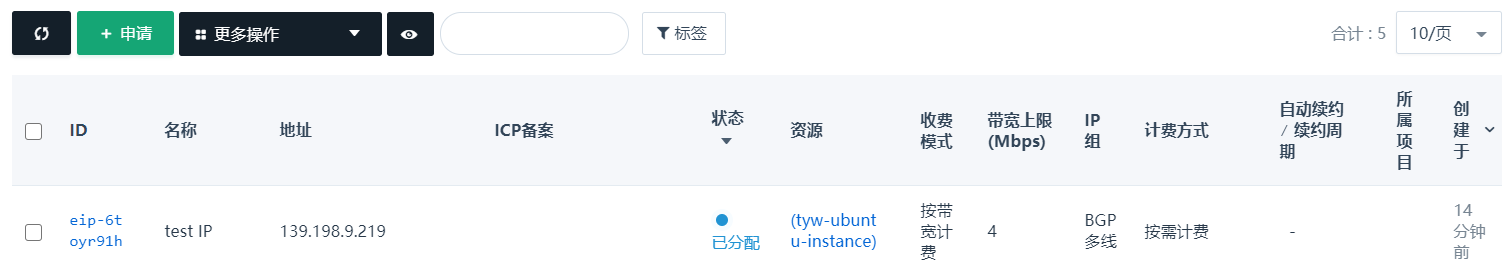 申请 更多操作 标签 合计：5 10/页
ID 名称 地址 ICP备案 状态 资源 收费模式 带宽上限(Mbps) IP组 计费方式 自动续约 / 续约周期 所属项目 创建于
eip-6toyr91h test IP 139.198.9.219 已分配 (tyw-ubuntu-instance) 按带宽计费 4 BGP多线 按需计费 - 14分钟前